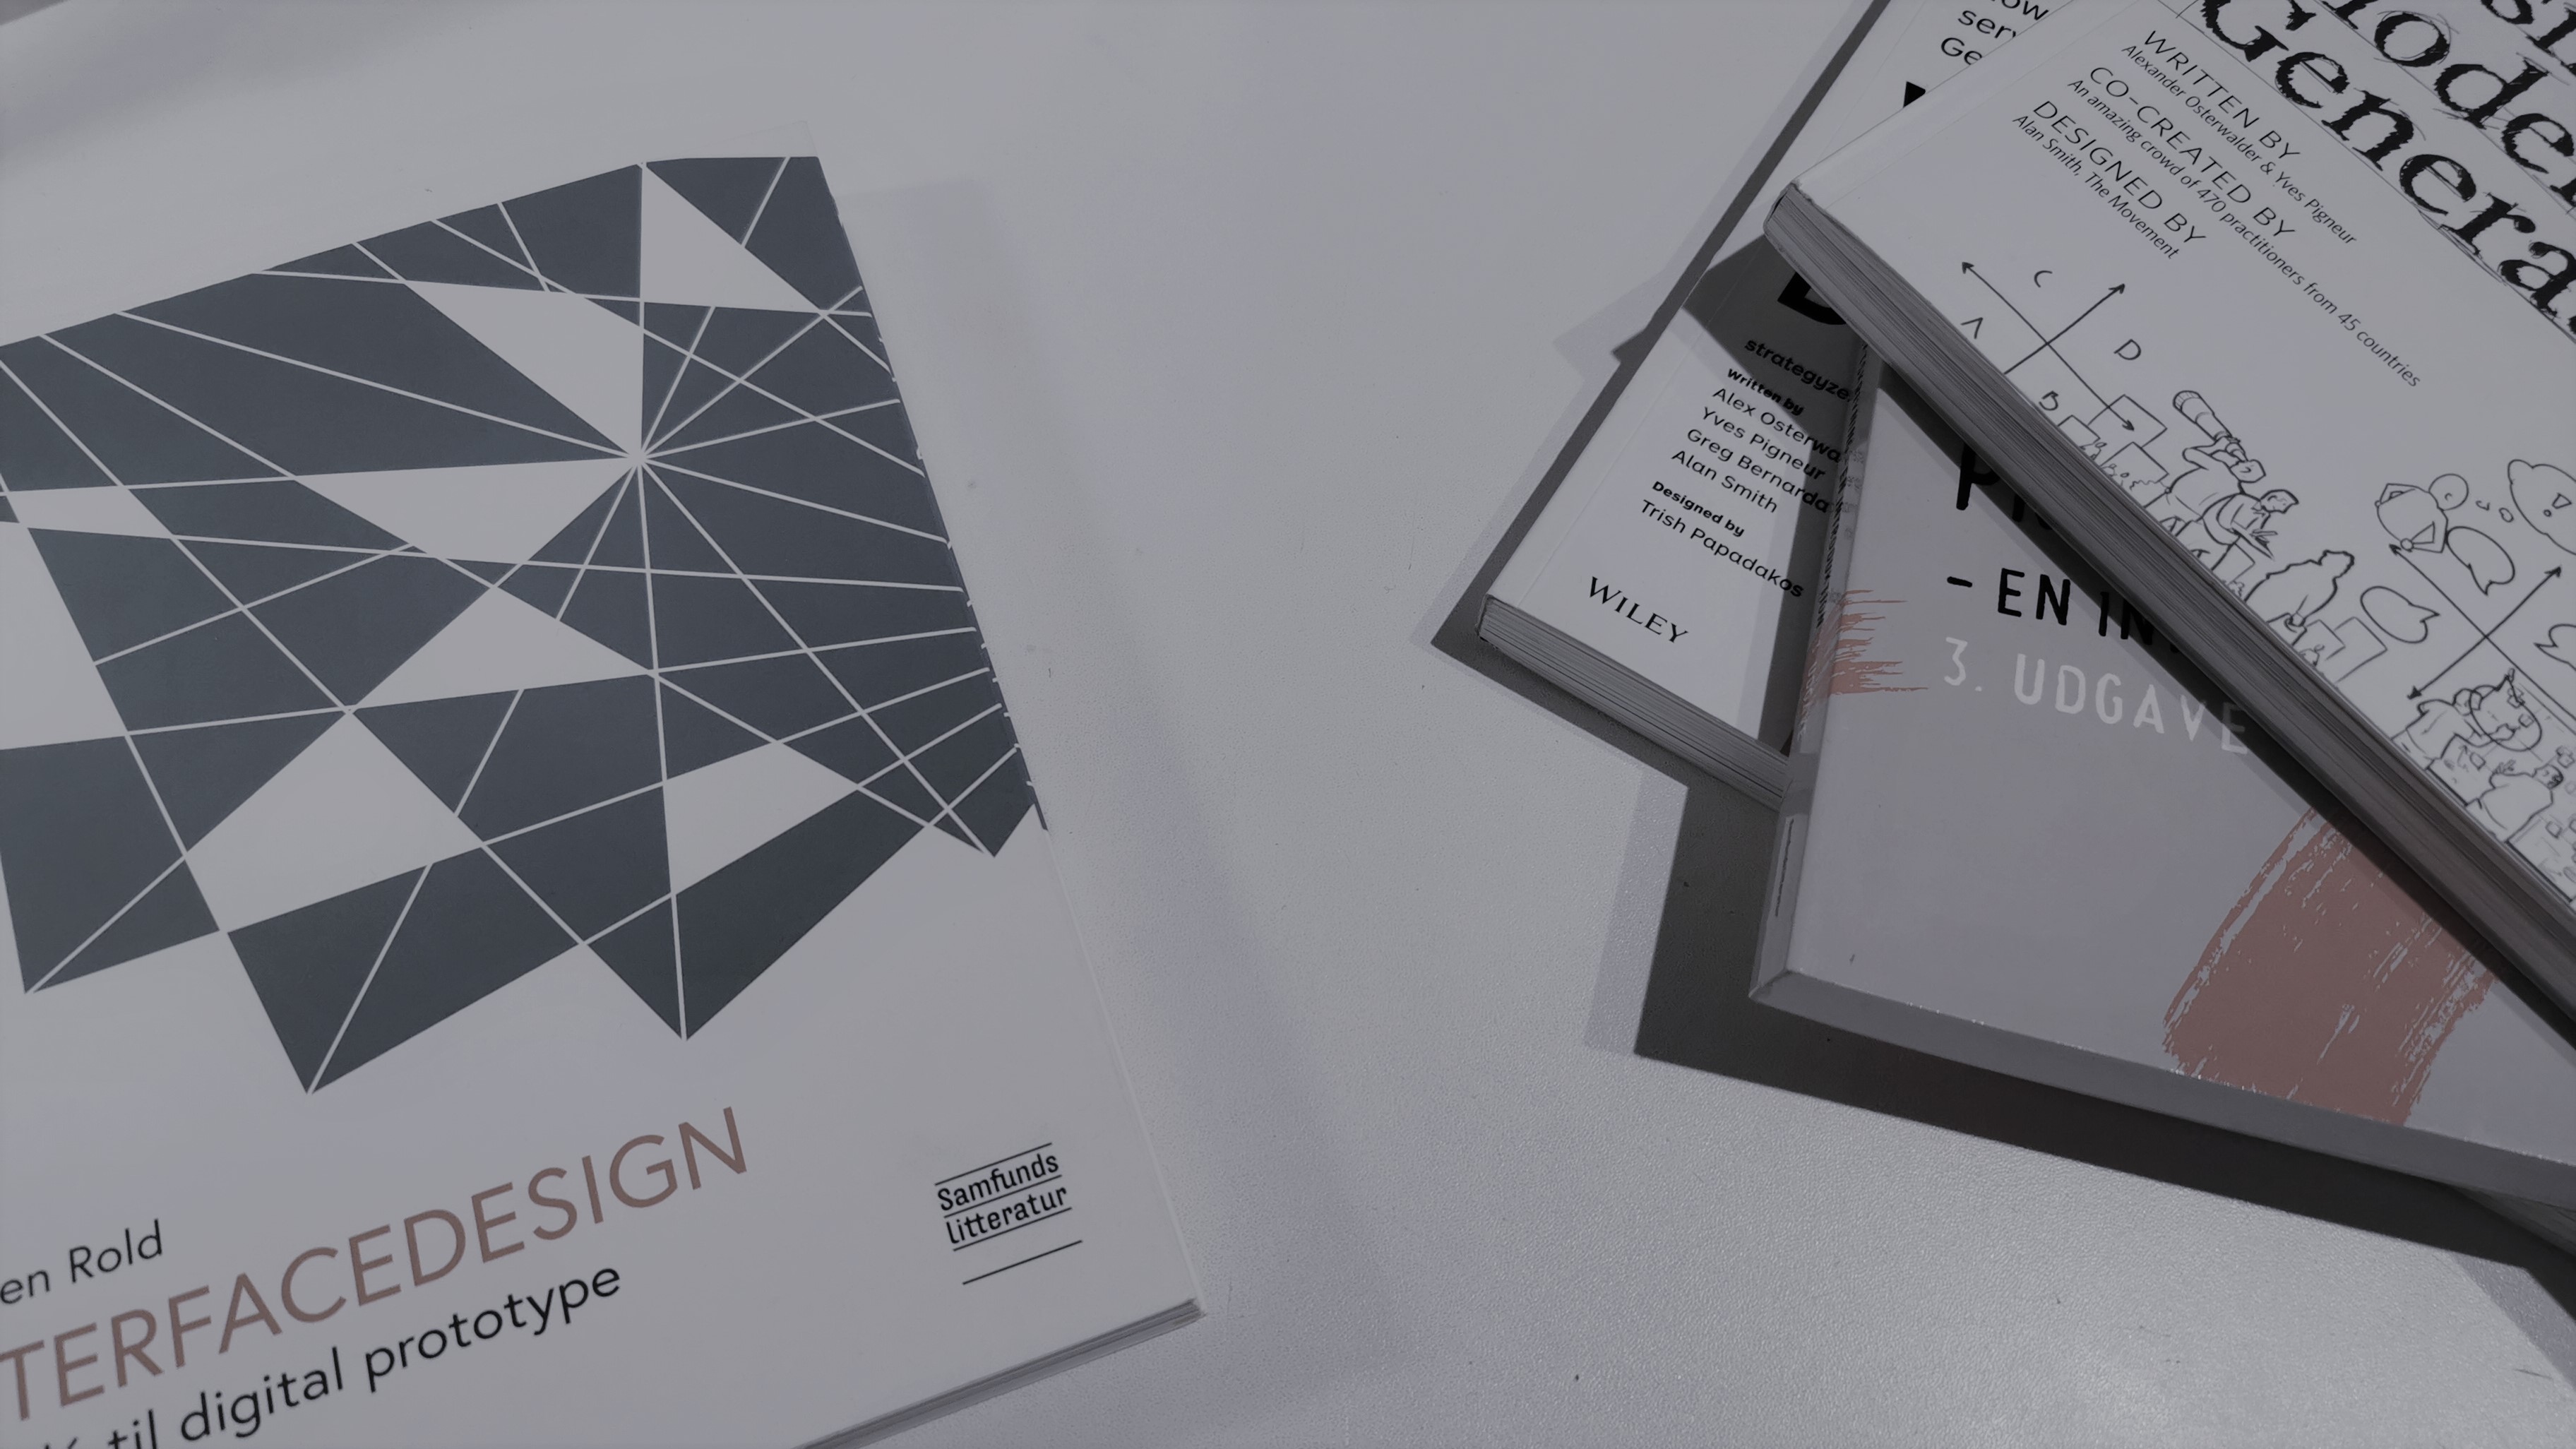 en Rold
TERFACEDESIGN
til digital prototype
Samfunds
litteratur
Ge
strategyze
Written by
Alex Osterwa
Yves Pigneur
Greg Bernarda
Alan Smith
Designed by
Trish Papadakos
WILEY
- EN IN
3. UDGAVE
Genera
WRITTEN BY
Alexander Osterwalder & Yves Pigneur
CO-CREATED BY
An amazing crowd of 470 practitioners from 45 countries
DESIGNED BY
Alan Smith, The Movement
C
A
D
B